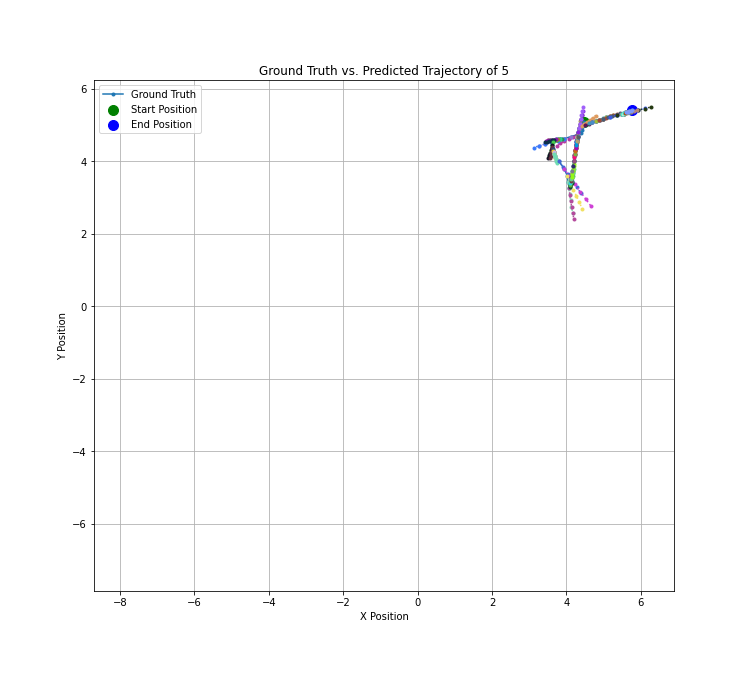 Ground Truth vs. Predicted Trajectory of 5
Ground Truth
Start Position
End Position
6
4
2
0
−2
−4
−6
Y Position
−8 −6 −4 −2 0 2 4 6
X Position